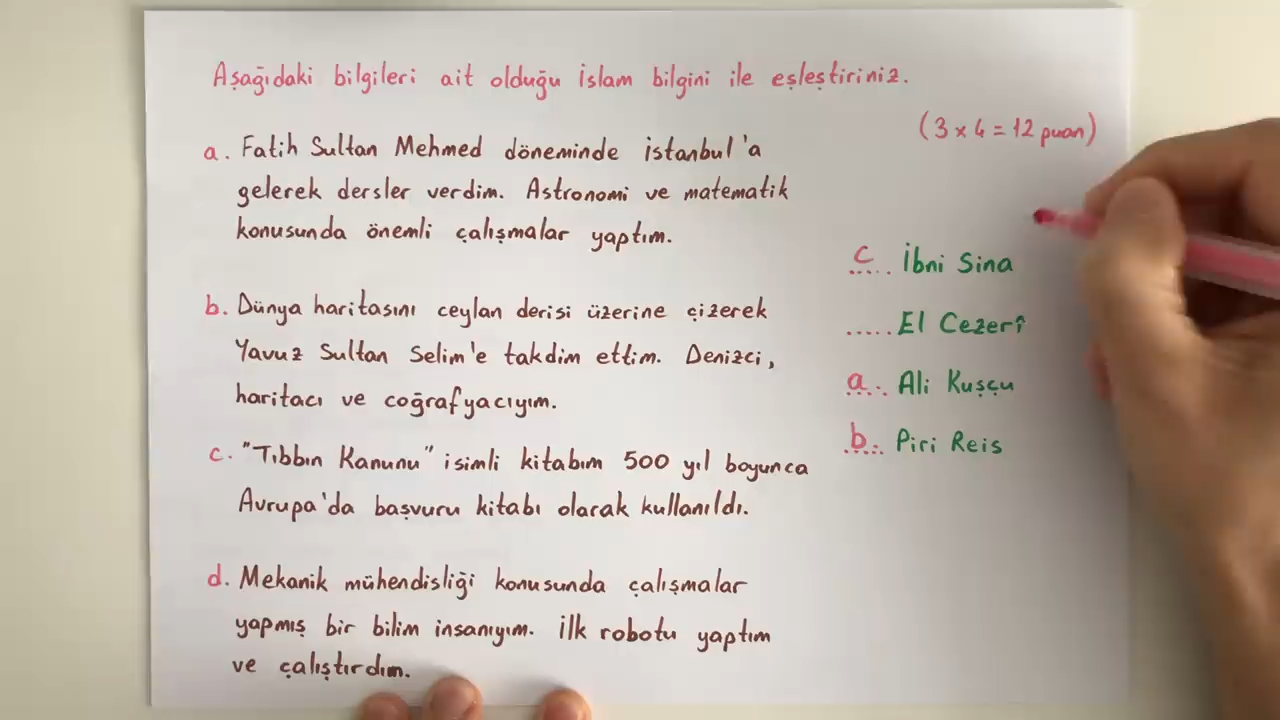 Aşağıdaki bilgileri ait olduğu İslam bilgini ile eşleştiriniz.
(3 x 4 = 12 puan)
a. Fatih Sultan Mehmed döneminde İstanbul'a
gelerek dersler verdim. Astronomi ve matematik
konusunda önemli çalışmalar yaptım.
b. Dünya haritasını ceylan derisi üzerine çizerek
Yavuz Sultan Selim'e takdim ettim. Denizci,
haritacı ve coğrafyacıyım.
c. "Tıbbın Kanunu" isimli kitabım 500 yıl boyunca
Avrupa'da başvuru kitabı olarak kullanıldı.
d. Mekanik mühendisliği konusunda çalışmalar
yapmış bir bilim insanıyım. İlk robotu yaptım
ve çalıştırdım.
c..... İbni Sina
..... El Cezerî
a.... Ali Kuşçu
b.... Piri Reis